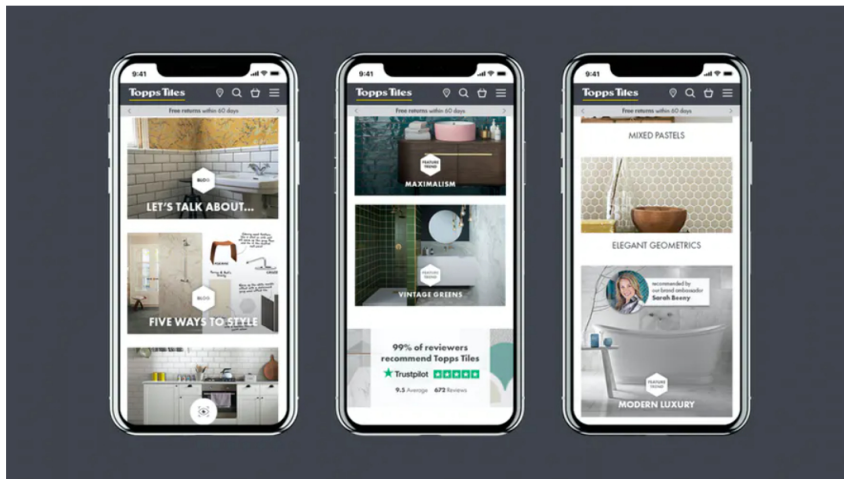 9:41
Topps Tiles
Free returns within 60 days
BLOG
LET'S TALK ABOUT...
BLOG
FIVE WAYS TO STYLE
9:41
Topps Tiles
Free returns within 60 days
FEATURE
TREND
MAXIMALISM
FEATURE
TREND
VINTAGE GREENS
99% of reviewers
recommend Topps Tiles
Trustpilot
9.5 Average 672 Reviews
9:41
Topps Tiles
Free returns within 60 days
MIXED PASTELS
ELEGANT GEOMETRICS
recommended by
our brand ambassador
Sarah Beeny
FEATURE
TREND
MODERN LUXURY